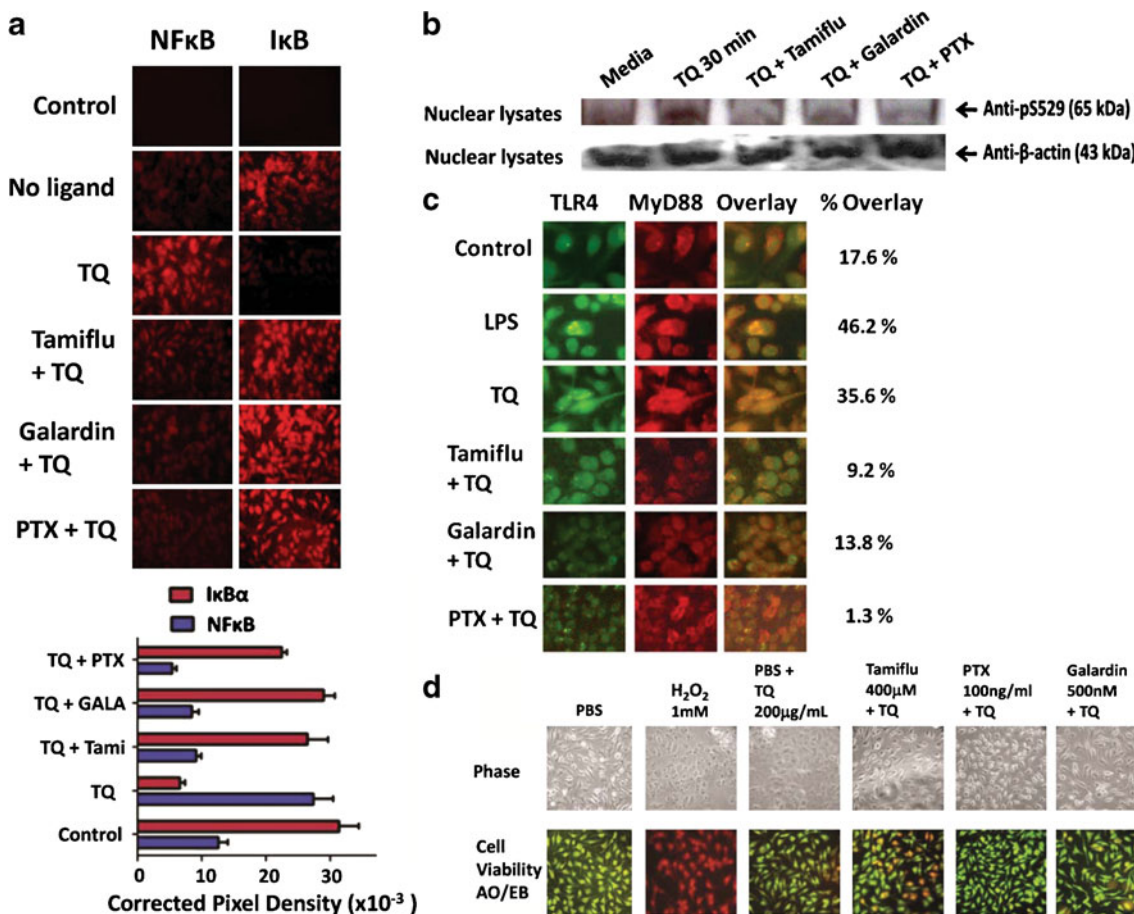 a
NFκB IκB
Control
No ligand
TQ
Tamiflu
+ TQ
Galardin
+ TQ
PTX + TQ
IκBα
NFκB
TQ + PTX
TQ + GALA
TQ + Tami
TQ
Control
0 10 20 30
Corrected Pixel Density (x10⁻³)
b
Media TQ 30 min TQ + Tamiflu TQ + Galardin TQ + PTX
Nuclear lysates Anti-pS529 (65 kDa)
Nuclear lysates Anti-β-actin (43 kDa)
c
TLR4 MyD88 Overlay % Overlay
Control 17.6 %
LPS 46.2 %
TQ 35.6 %
Tamiflu
+ TQ 9.2 %
Galardin
+ TQ 13.8 %
PTX + TQ 1.3 %
d
PBS
H₂O₂
1mM
PBS +
TQ
200µg/mL
Tamiflu
400µM
+ TQ
PTX
100ng/ml
+ TQ
Galardin
500nM
+ TQ
Phase
Cell
Viability
AO/EB